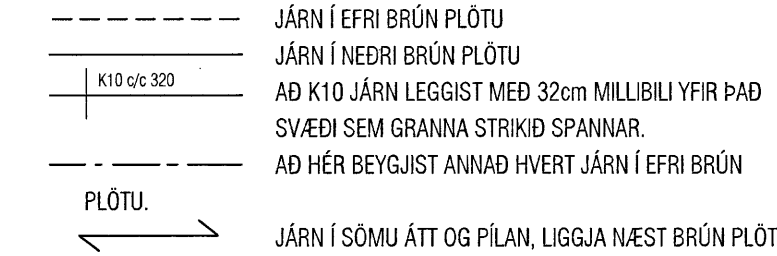 JÁRN Í EFRI BRÚN PLÖTU
JÁRN Í NEÐRI BRÚN PLÖTU
K10 c/c 320
AÐ K10 JÁRN LEGGIST MEÐ 32cm MILLIBILI YFIR ÞAÐ
SVÆÐI SEM GRANNA STRIKIÐ SPANNAR.
AÐ HÉR BEYGJIST ANNAÐ HVERT JÁRN Í EFRI BRÚN
PLÖTU.
JÁRN Í SÖMU ÁTT OG PÍLAN, LIGGJA NÆST BRÚN PLÖT